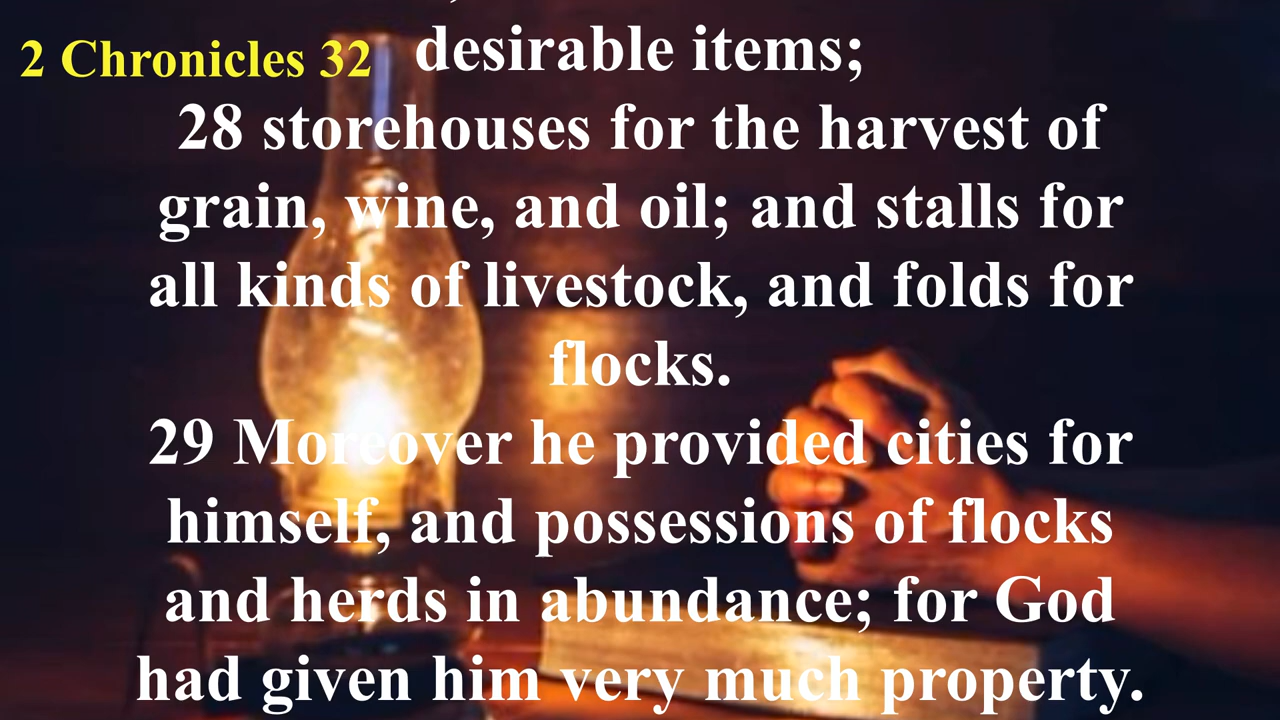 2 Chronicles 32
desirable items;
28 storehouses for the harvest of
grain, wine, and oil; and stalls for
all kinds of livestock, and folds for
flocks.
29 Moreover he provided cities for
himself, and possessions of flocks
and herds in abundance; for God
had given him very much property.